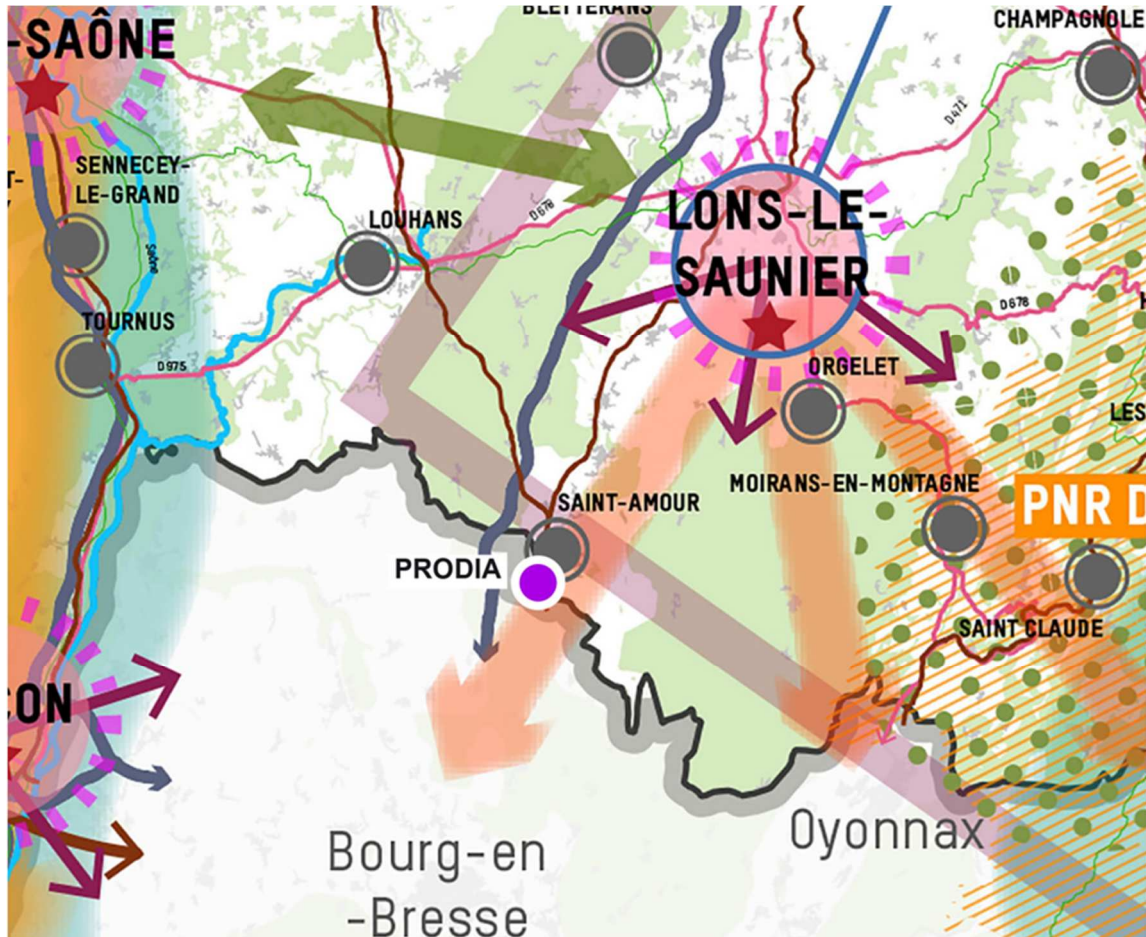 BLETTERANS
CHAMPAGNOLE
-SAÔNE
D471
SENNECEY-
LE-GRAND
LOUHANS
D678
LONS-LE-
SAUNIER
Saône
D678
TOURNUS
D975
ORGELET
LES
MOIRANS-EN-MONTAGNE
PNR D
SAINT-AMOUR
PRODIA
SAINT CLAUDE
CON
Oyonnax
Bourg-en
-Bresse